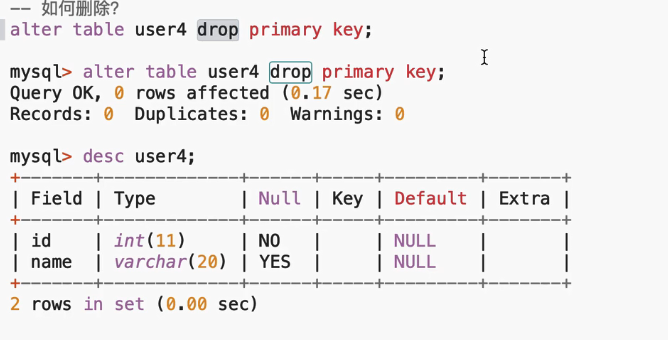 -- 如何删除?
alter table user4 drop primary key;
mysql> alter table user4 drop primary key;
Query OK, 0 rows affected (0.17 sec)
Records: 0  Duplicates: 0  Warnings: 0
mysql> desc user4;
+-------+-------------+------+-----+---------+-------+
| Field | Type        | Null | Key | Default | Extra |
+-------+-------------+------+-----+---------+-------+
| id    | int(11)     | NO   |     | NULL    |       |
| name  | varchar(20) | YES  |     | NULL    |       |
+-------+-------------+------+-----+---------+-------+
2 rows in set (0.00 sec)